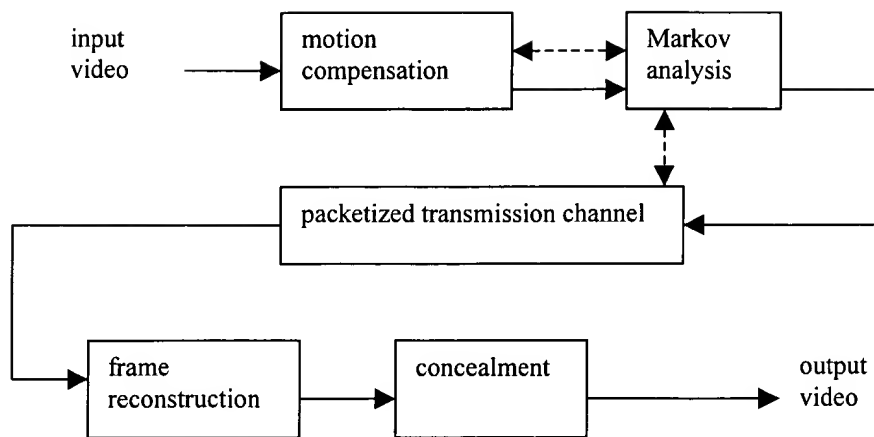 input
video
motion
compensation
Markov
analysis
packetized transmission channel
frame
reconstruction
concealment
output
video